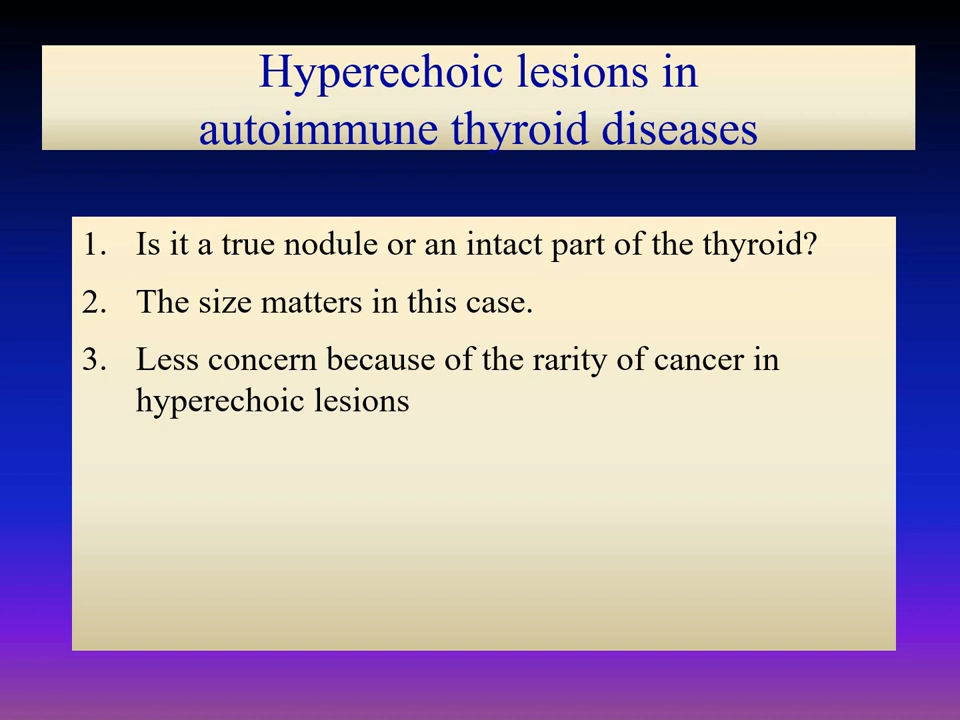 Hyperechoic lesions in
autoimmune thyroid diseases
1. Is it a true nodule or an intact part of the thyroid?
2. The size matters in this case.
3. Less concern because of the rarity of cancer in
hyperechoic lesions